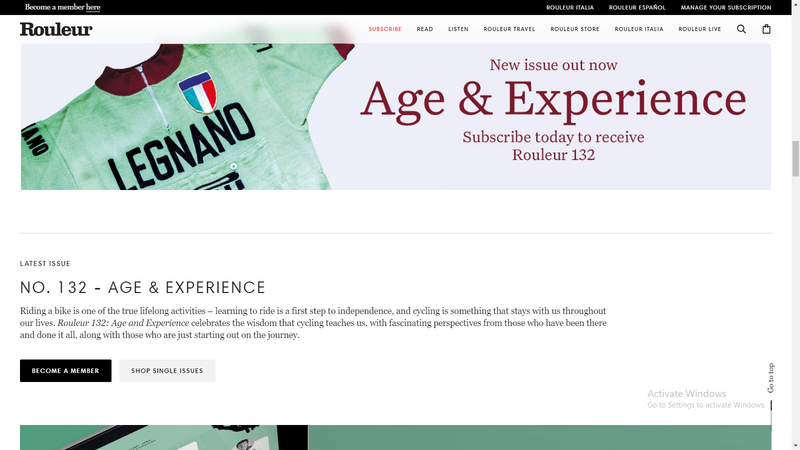 Become a member here
ROULEUR ITALIA
ROULEUR ESPAÑOL
MANAGE YOUR SUBSCRIPTION
Rouleur
SUBSCRIBE
READ
LISTEN
ROULEUR TRAVEL
ROULEUR STORE
ROULEUR ITALIA
ROULEUR LIVE
New issue out now
Age & Experience
Subscribe today to receive
Rouleur 132
LEGNANO
LATEST ISSUE
NO. 132 - AGE & EXPERIENCE
Riding a bike is one of the true lifelong activities – learning to ride is a first step to independence, and cycling is something that stays with us throughout
our lives. Rouleur 132: Age and Experience celebrates the wisdom that cycling teaches us, with fascinating perspectives from those who have been there
and done it all, along with those who are just starting out on the journey.
BECOME A MEMBER
SHOP SINGLE ISSUES
Go to top
Activate Windows
Go to Settings to activate Windows.